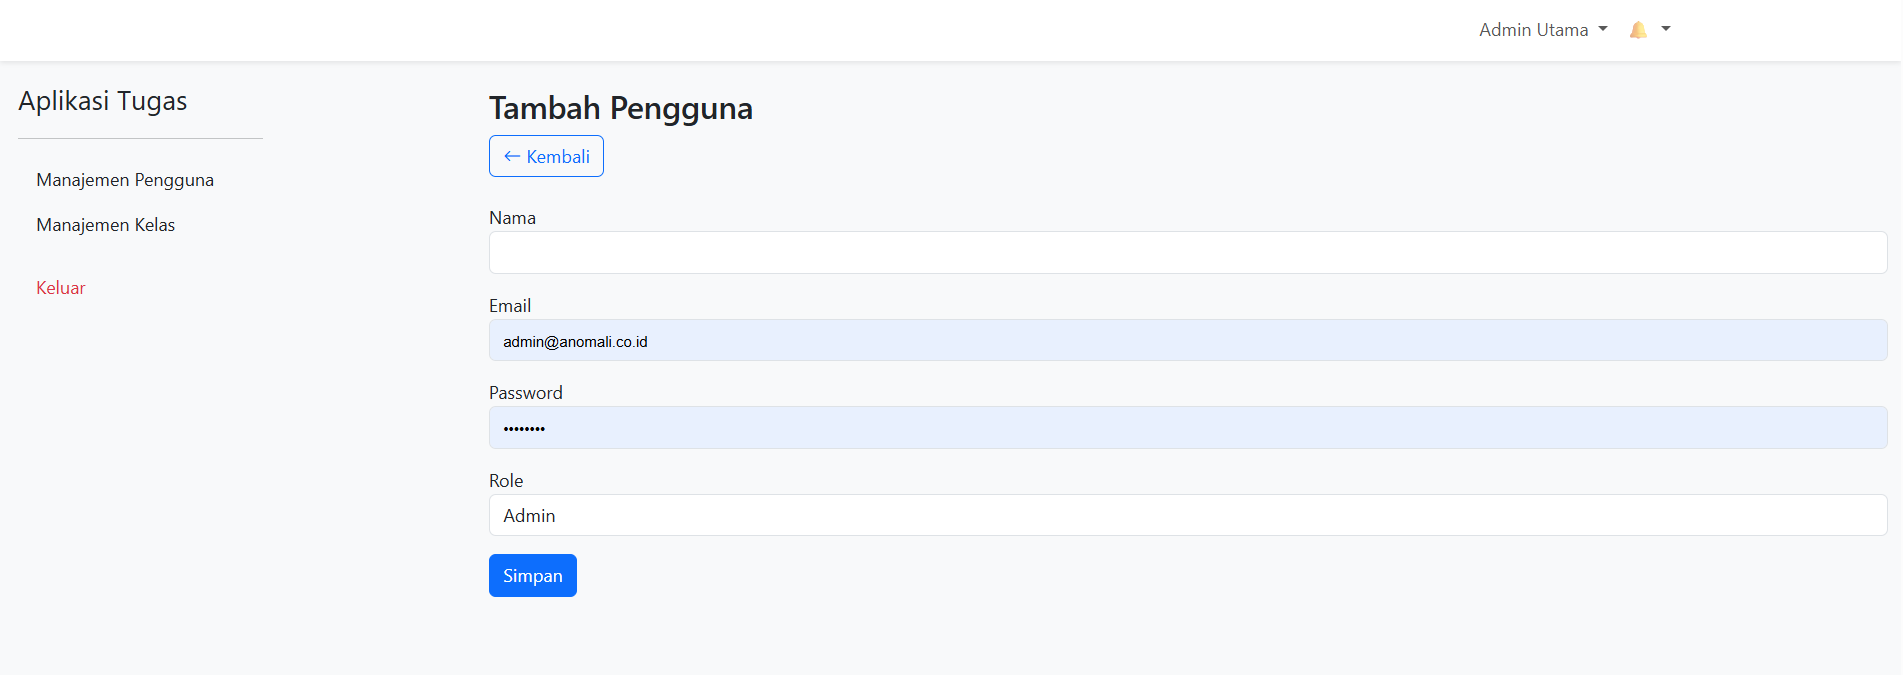 Admin Utama
Aplikasi Tugas
Manajemen Pengguna
Manajemen Kelas
Keluar
Tambah Pengguna
← Kembali
Nama
Email
admin@anomali.co.id
Password
••••••••
Role
Admin
Simpan